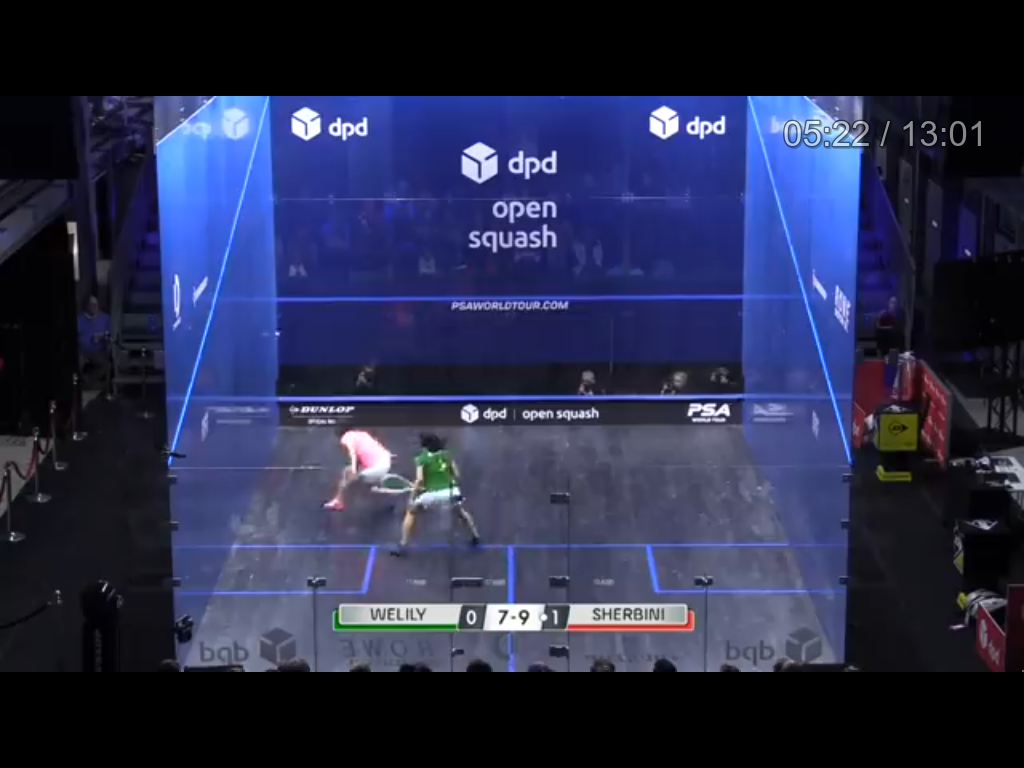 dpd
dpd
05:22 / 13:01
dpd
open
squash
PSAWORLDTOUR.COM
DUNLOP
dpd | open squash
PSA
WORLD TOUR
WELILY 0 7-9 1 SHERBINI
dpd
HOWE
dpd